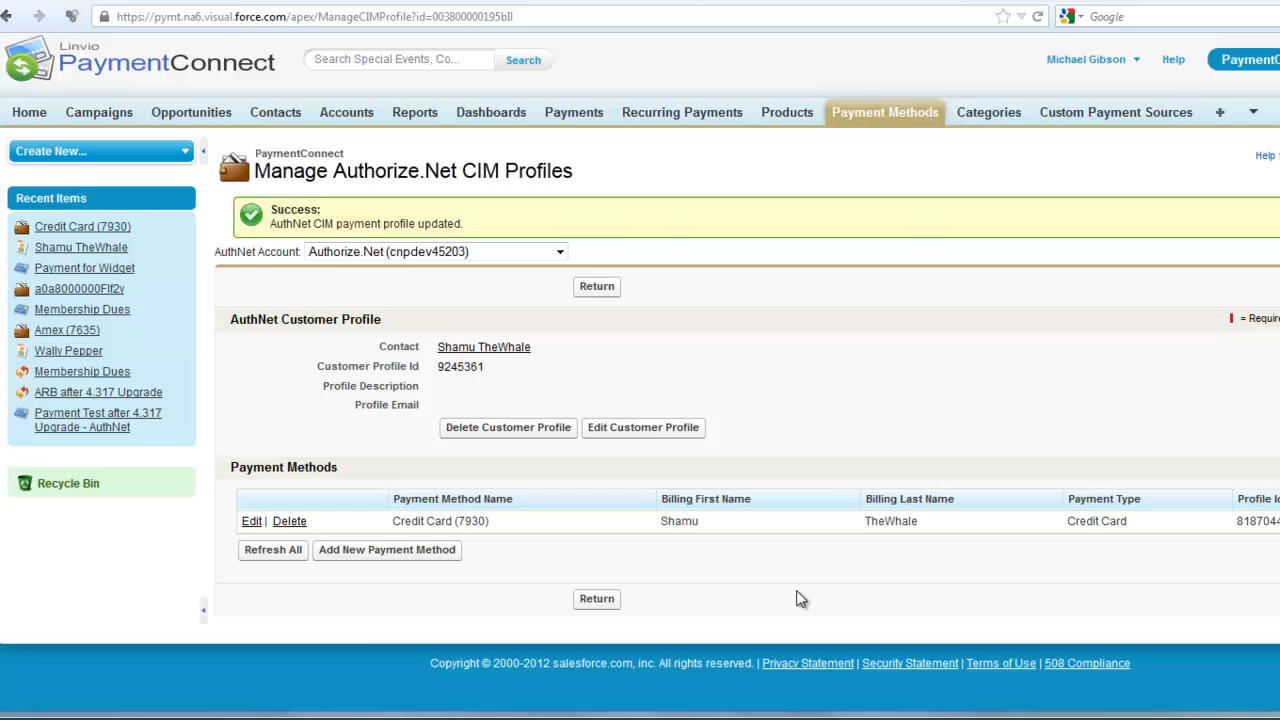 https://pymt.na6.visual.force.com/apex/ManageCIMProfile?id=003800000195bII
Google
Linvio
PaymentConnect
Search Special Events, Co...
Search
Michael Gibson
Help
Home
Campaigns
Opportunities
Contacts
Accounts
Reports
Dashboards
Payments
Recurring Payments
Products
Payment Methods
Categories
Custom Payment Sources
+
Create New...
Recent Items
Credit Card (7930)
Shamu TheWhale
Payment for Widget
a0a8000000FIf2v
Membership Dues
Amex (7635)
Wally Pepper
Membership Dues
ARB after 4.317 Upgrade
Payment Test after 4.317
Upgrade - AuthNet
Recycle Bin
PaymentConnect
Manage Authorize.Net CIM Profiles
Help
Success:
AuthNet CIM payment profile updated.
AuthNet Account: Authorize.Net (cnpdev45203)
Return
AuthNet Customer Profile
= Require
Contact Shamu TheWhale
Customer Profile Id 9245361
Profile Description
Profile Email
Delete Customer Profile Edit Customer Profile
Payment Methods
Payment Method Name Billing First Name Billing Last Name Payment Type Profile Id
Edit | Delete Credit Card (7930) Shamu TheWhale Credit Card 8187044
Refresh All Add New Payment Method
Return
Copyright © 2000-2012 salesforce.com, inc. All rights reserved. | Privacy Statement | Security Statement | Terms of Use | 508 Compliance